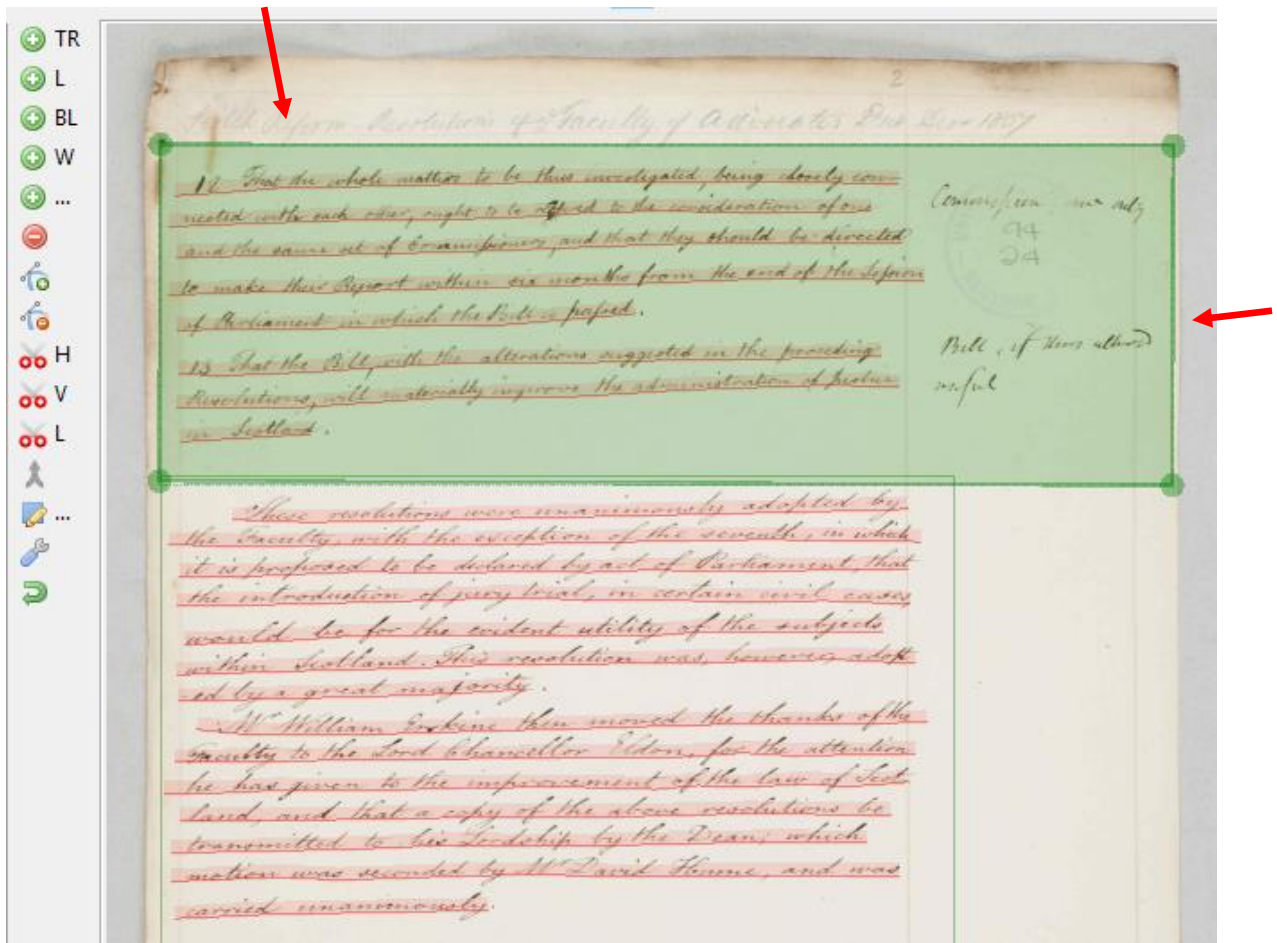 TR
L
BL
W
...
H
V
L
...
2
Reform Resolutions of Faculty of Advocates 1807
12 That the whole matters to be thus investigated, being closely con=
nected with each other, ought to be referred to the consideration of one
and the same set of Commissioners, and that they should be directed
to make their Report within six months from the end of the Session
of Parliament in which the Bill is passed.
13 That the Bill, with the alterations suggested in the preceding
Resolutions, will materially improve the administration of Justice
in Scotland.
Commission one only
94
24
Bill, if thus altered
useful
These resolutions were unanimously adopted by
the Faculty, with the exception of the seventh, in which
it is proposed to be declared by act of Parliament, that
the introduction of jury trial, in certain civil cases,
would be for the evident utility of the subjects
within Scotland. This resolution was, however, adopt
-ed by a great majority.
Mr William Erskine then moved the thanks of the
Faculty to the Lord Chancellor Eldon, for the attention
he has given to the improvement of the law of Scot
land, and that a copy of the above resolutions be
transmitted to his Lordship by the Dean; which
motion was seconded by Mr David Hume, and was
carried unanimously.